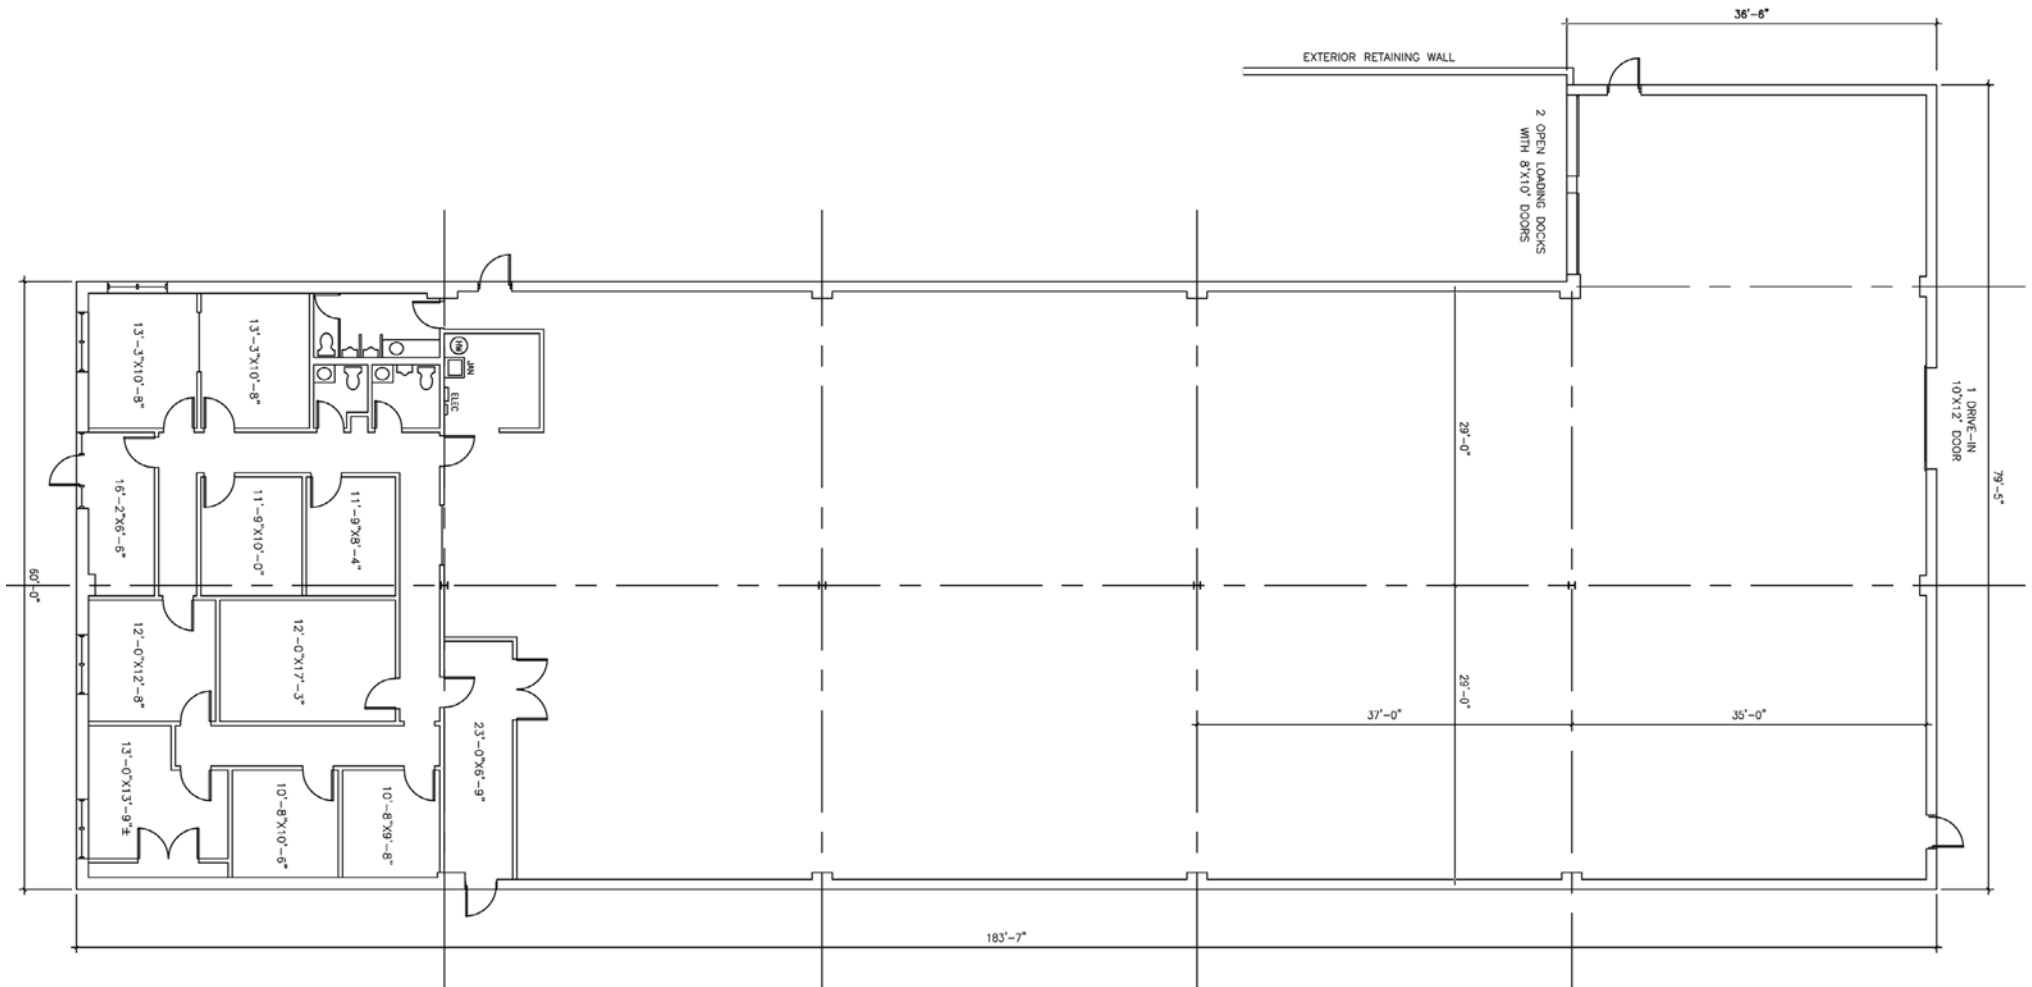 36'-6"
EXTERIOR RETAINING WALL
2 OPEN LOADING DOCKS
WITH 8'X10' DOORS
13'-3"X10'-8"
13'-3"X10'-8"
HW
JAN
ELEC
1 DRIVE-IN
10'X12' DOOR
29'-0"
79'-5"
16'-2"X6'-6"
11'-9"X10'-0"
11'-9"X8'-4"
60'-0"
12'-0"X12'-8"
12'-0"X17'-3"
29'-0"
37'-0"
35'-0"
23'-0"X6'-9"
13'-0"X13'-9"±
10'-8"X10'-6"
10'-8"X9'-8"
183'-7"